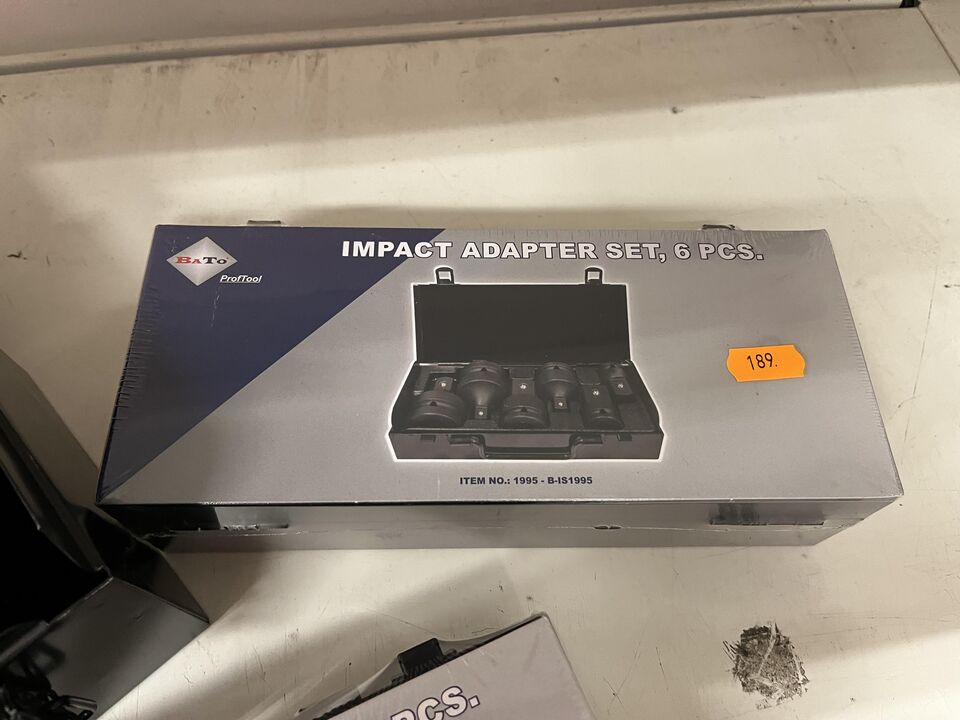 BATO
ProfTool
IMPACT ADAPTER SET, 6 PCS.
189.
ITEM NO.: 1995 - B-IS1995
PCS.